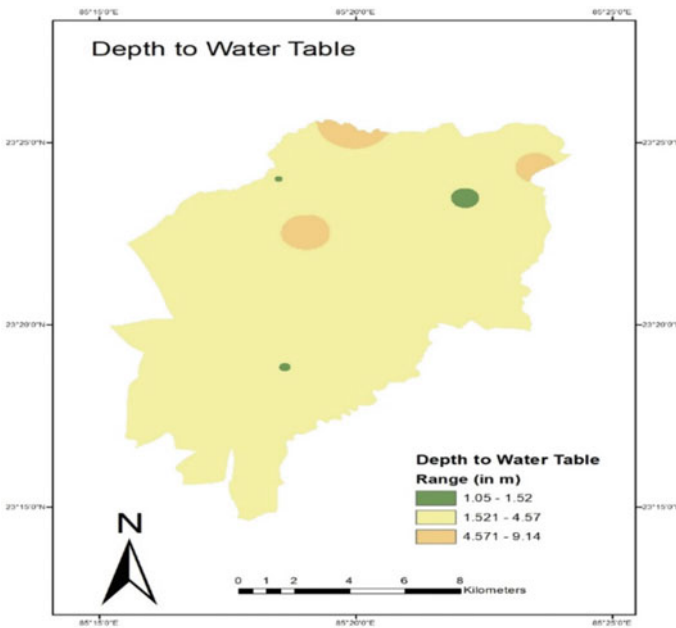 85°15'0"E 85°20'0"E 85°25'0"E
Depth to Water Table
23°25'0"N 23°25'0"N
23°20'0"N 23°20'0"N
Depth to Water Table
Range (in m)
1.05 - 1.52
1.521 - 4.57
4.571 - 9.14
23°15'0"N 23°15'0"N
N
0 1 2 4 6 8
Kilometers
85°15'0"E 85°20'0"E 85°25'0"E